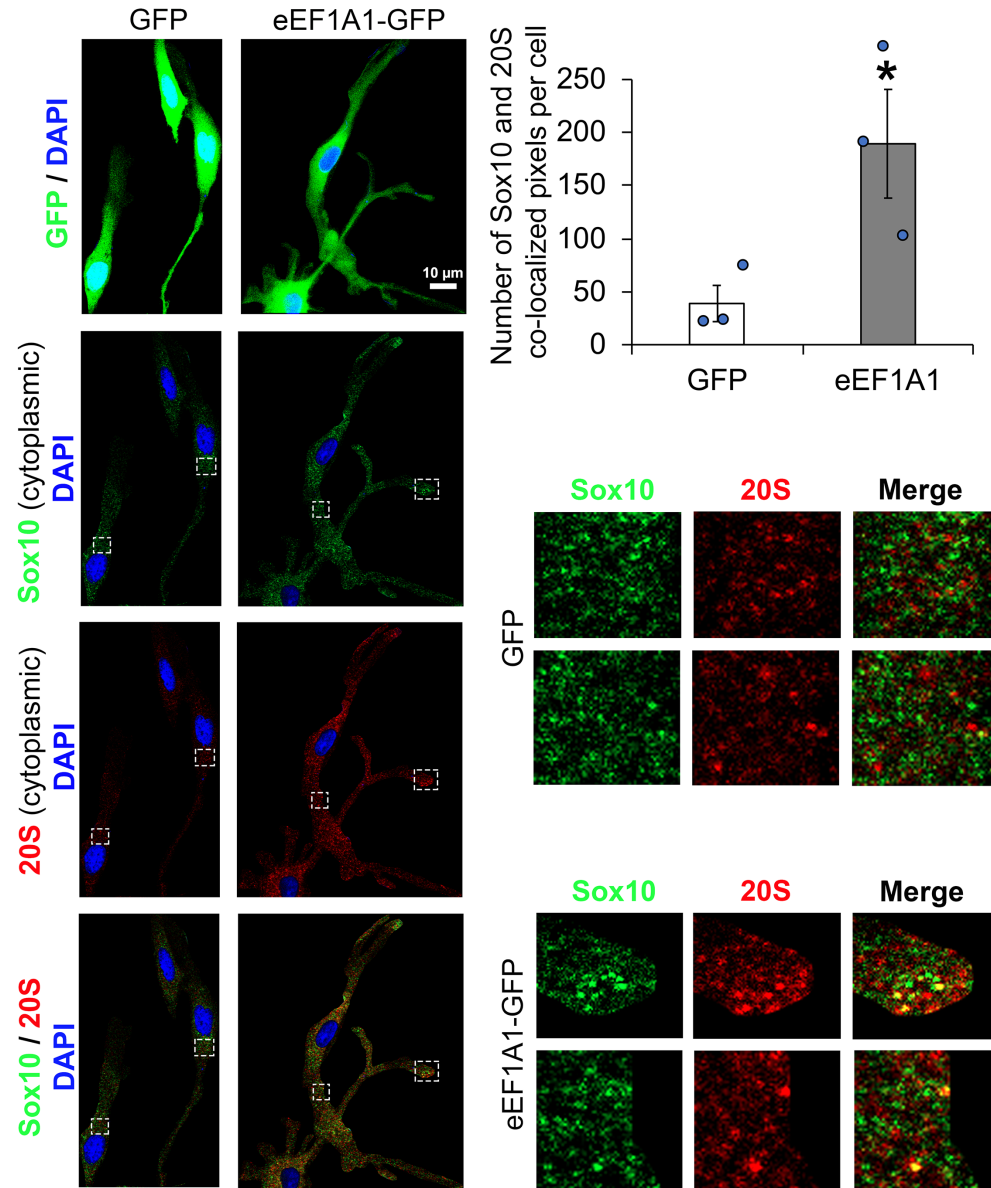 GFP
eEF1A1-GFP
GFP / DAPI
10 µm
Sox10 (cytoplasmic)
DAPI
20S (cytoplasmic)
DAPI
Sox10 / 20S
DAPI
Number of Sox10 and 20S
co-localized pixels per cell
250
200
150
100
50
0
*
GFP
eEF1A1
Sox10
20S
Merge
GFP
Sox10
20S
Merge
eEF1A1-GFP